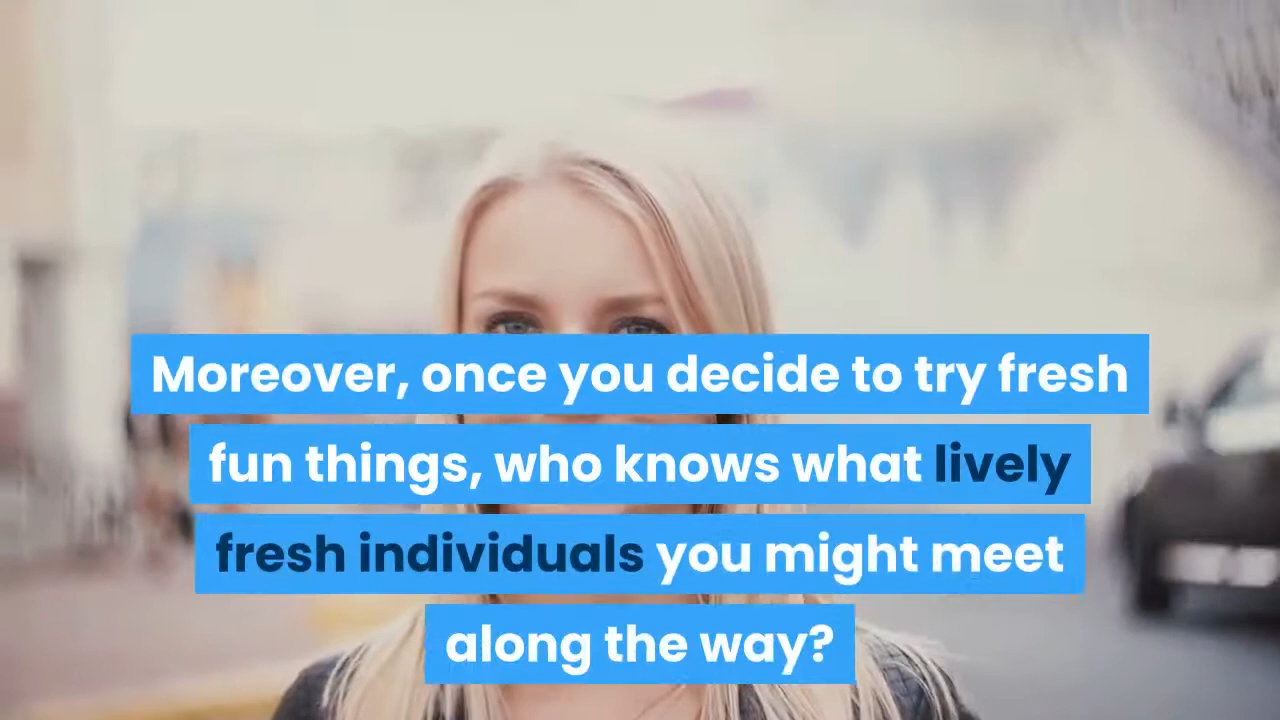 Moreover, once you decide to try fresh
fun things, who knows what lively
fresh individuals you might meet
along the way?